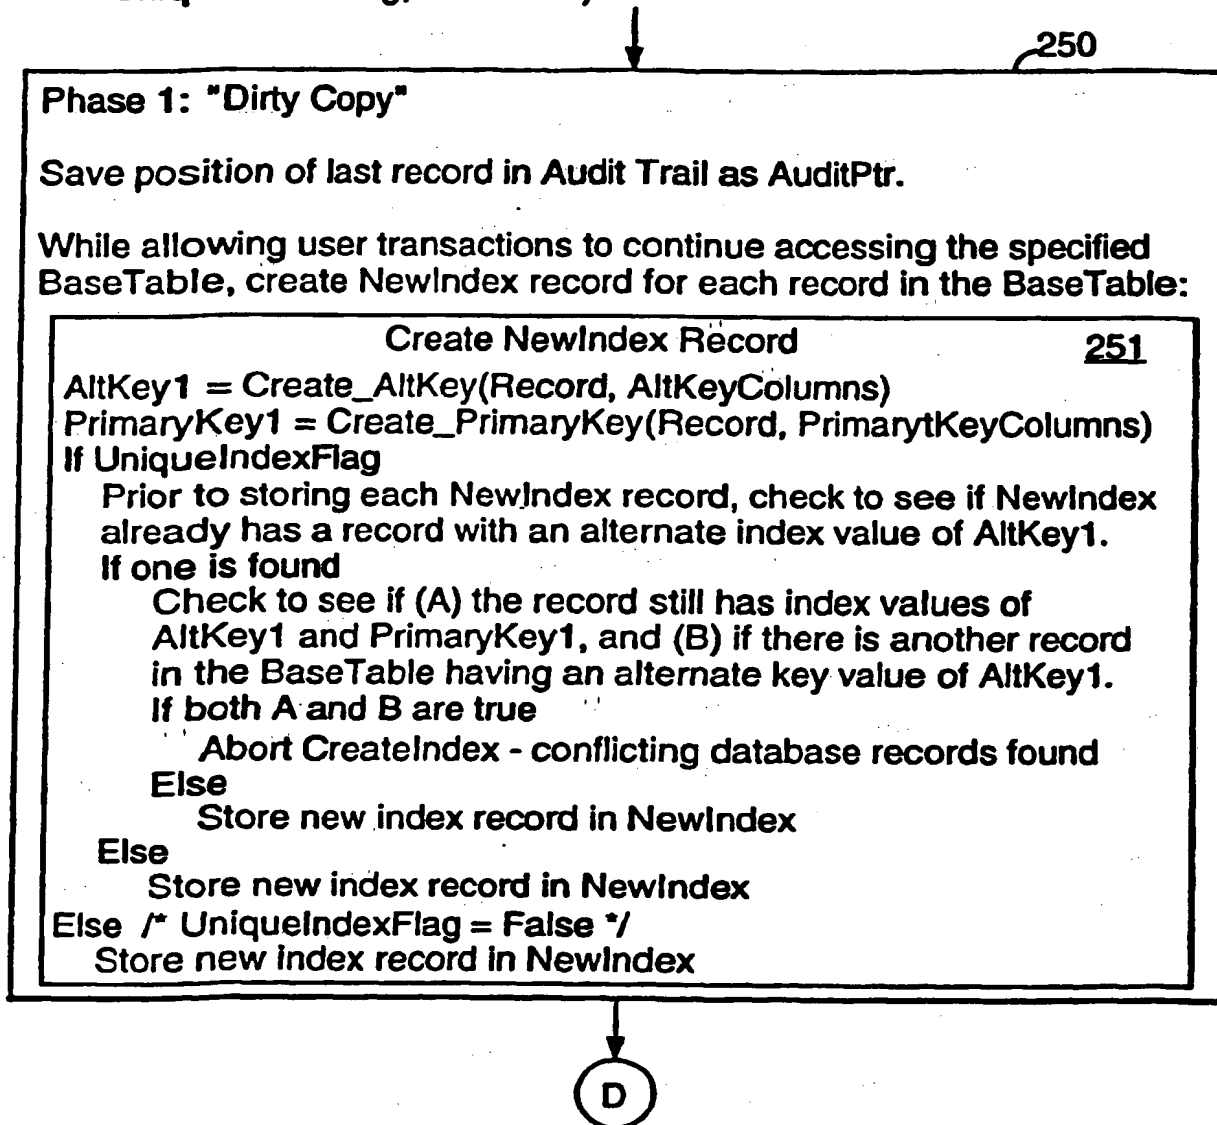 250
Phase 1: "Dirty Copy"
Save position of last record in Audit Trail as AuditPtr.
While allowing user transactions to continue accessing the specified
BaseTable, create NewIndex record for each record in the BaseTable:
Create NewIndex Record 251
AltKey1 = Create_AltKey(Record, AltKeyColumns)
PrimaryKey1 = Create_PrimaryKey(Record, PrimarytKeyColumns)
If UniqueIndexFlag
Prior to storing each NewIndex record, check to see if NewIndex
already has a record with an alternate index value of AltKey1.
If one is found
Check to see if (A) the record still has index values of
AltKey1 and PrimaryKey1, and (B) if there is another record
in the BaseTable having an alternate key value of AltKey1.
If both A and B are true
Abort CreateIndex - conflicting database records found
Else
Store new index record in NewIndex
Else
Store new index record in NewIndex
Else /* UniqueIndexFlag = False */
Store new index record in NewIndex
D